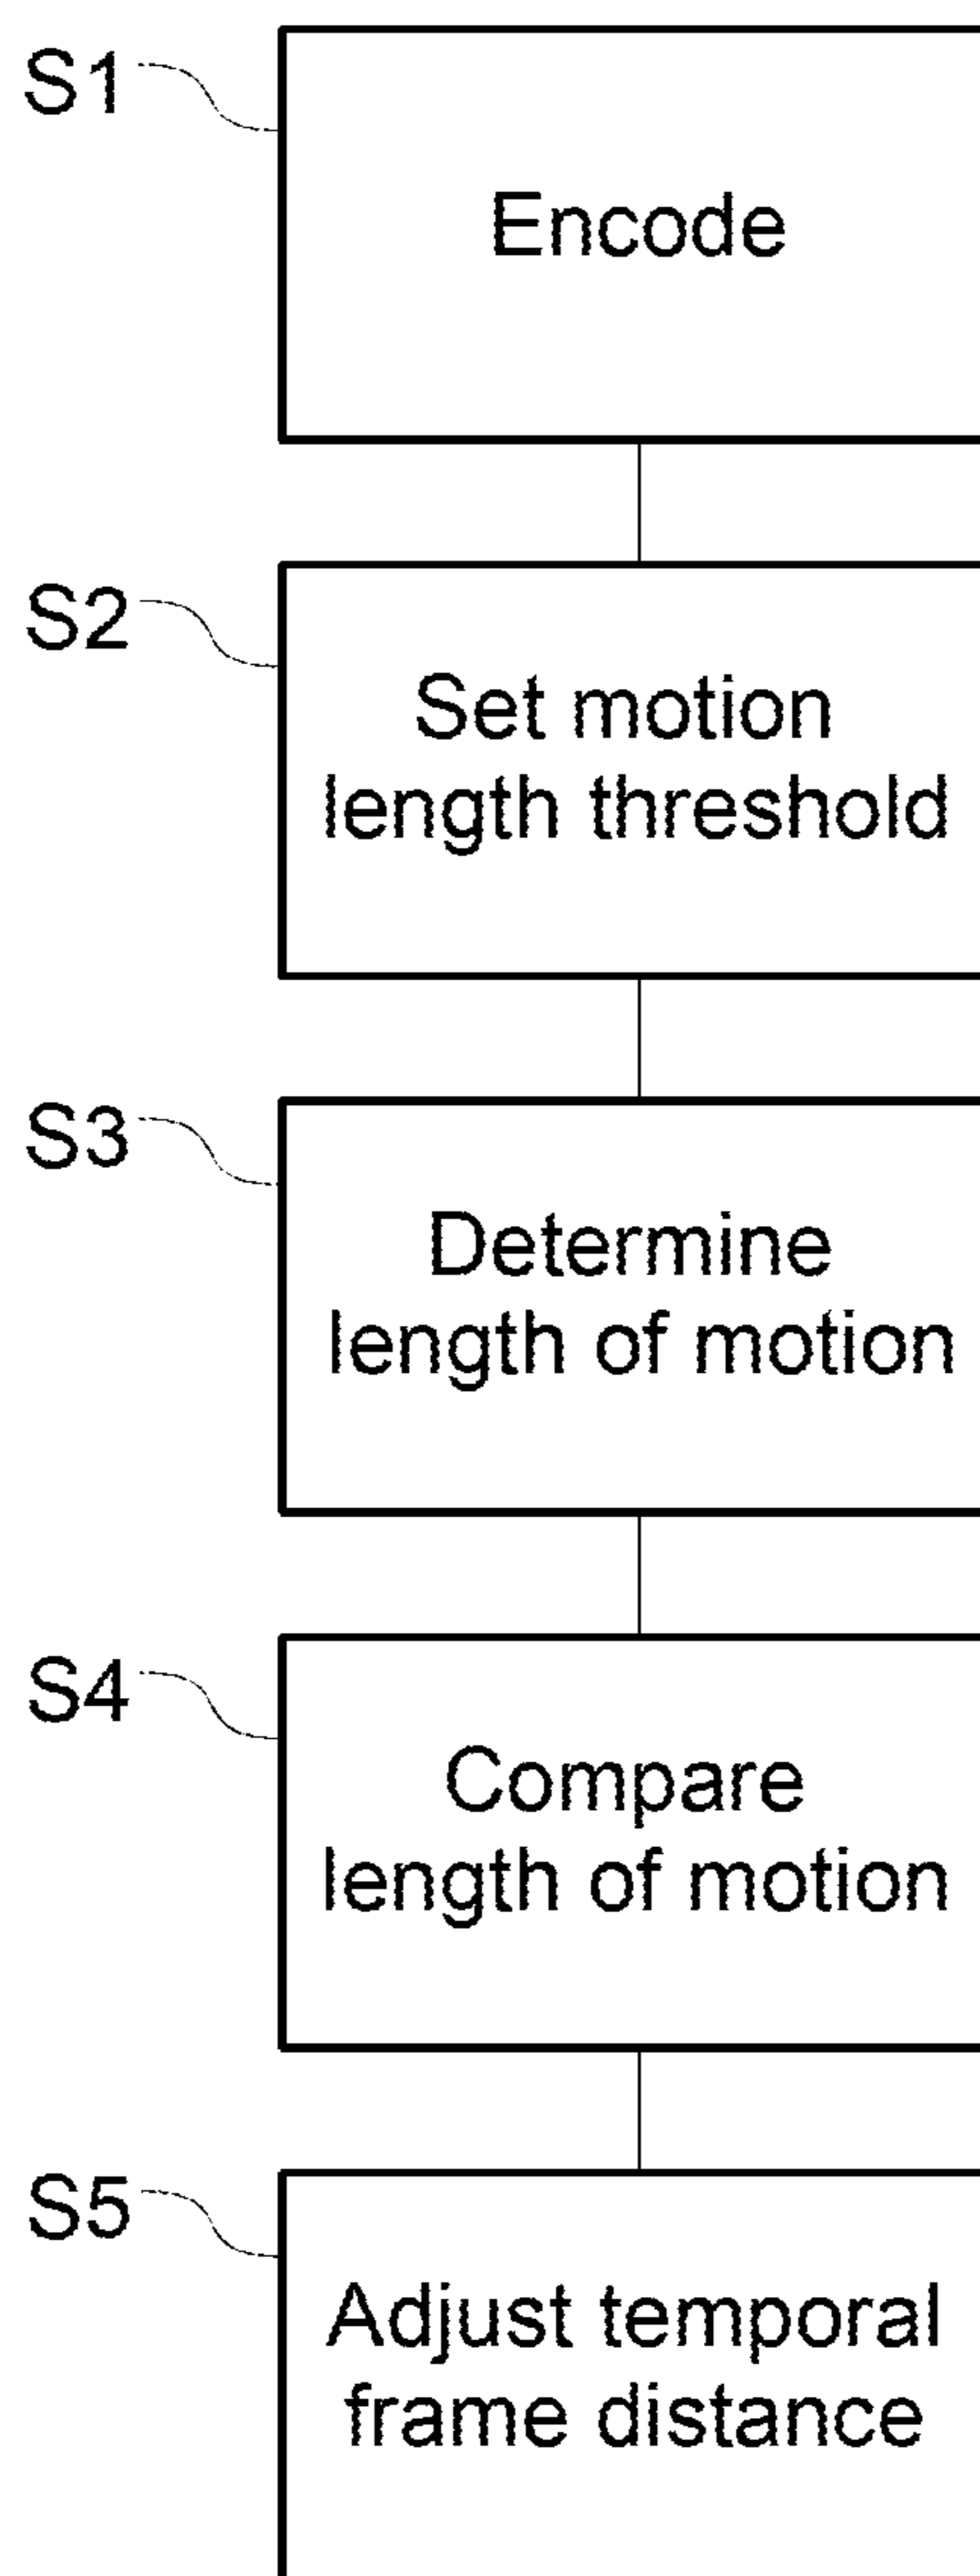 S1
Encode
S2
Set motion
length threshold
S3
Determine
length of motion
S4
Compare
length of motion
S5
Adjust temporal
frame distance